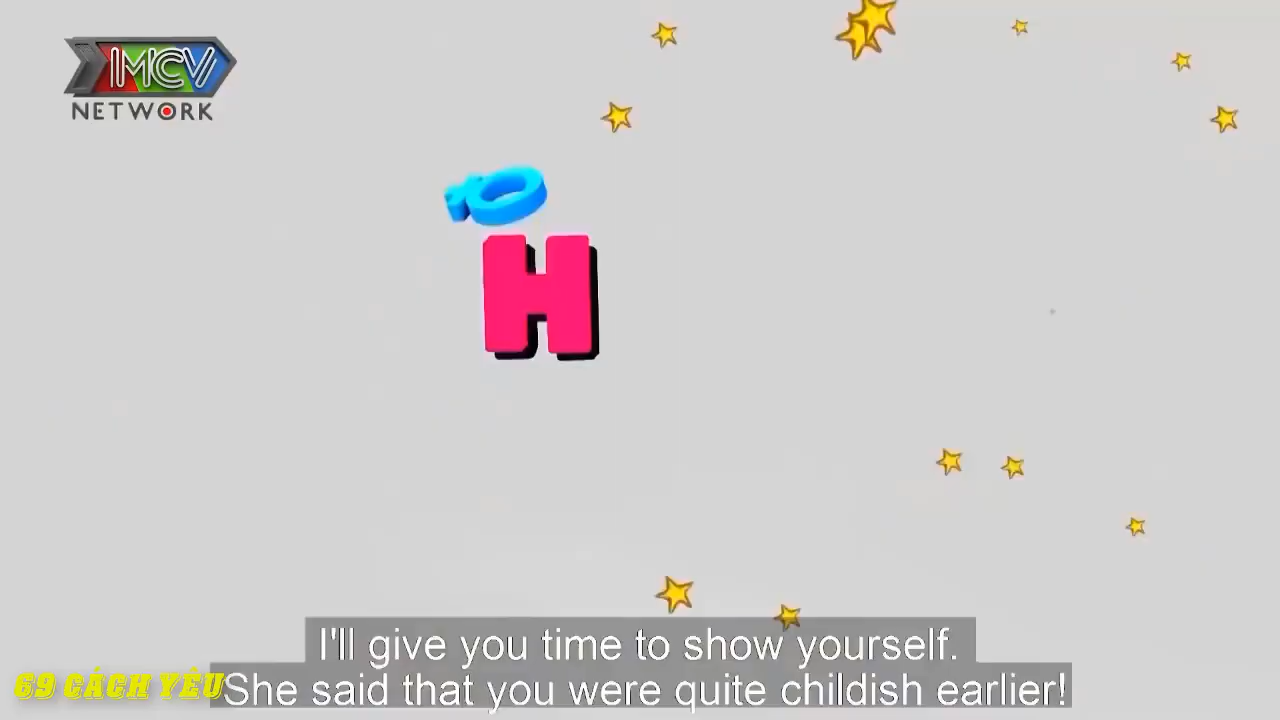 MCV
NETWORK
H
I'll give you time to show yourself.
69 CÁCH YÊU
She said that you were quite childish earlier!